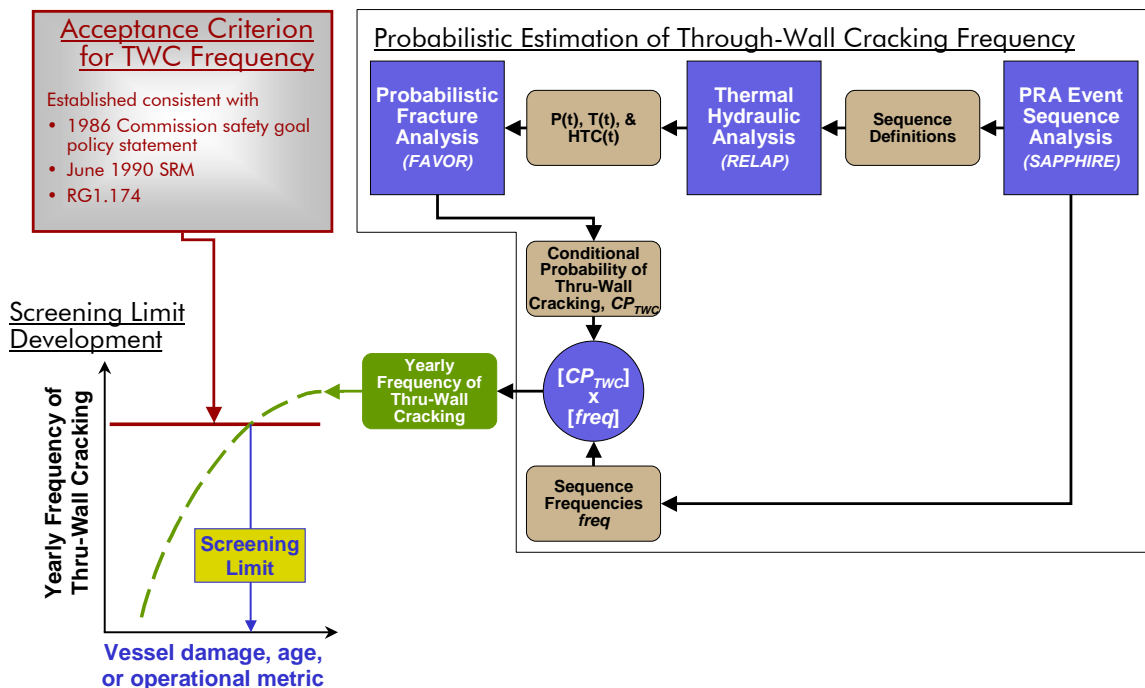 Acceptance Criterion
for TWC Frequency
Established consistent with
• 1986 Commission safety goal
policy statement
• June 1990 SRM
• RG1.174
Probabilistic Estimation of Through-Wall Cracking Frequency
Probabilistic
Fracture
Analysis
(FAVOR)
P(t), T(t), &
HTC(t)
Thermal
Hydraulic
Analysis
(RELAP)
Sequence
Definitions
PRA Event
Sequence
Analysis
(SAPPHIRE)
Conditional
Probability of
Thru-Wall
Cracking, CP_TWC
[CP_TWC]
x
[freq]
Sequence
Frequencies
freq
Yearly
Frequency of
Thru-Wall
Cracking
Screening Limit
Development
Yearly Frequency of
Thru-Wall Cracking
Screening
Limit
Vessel damage, age,
or operational metric